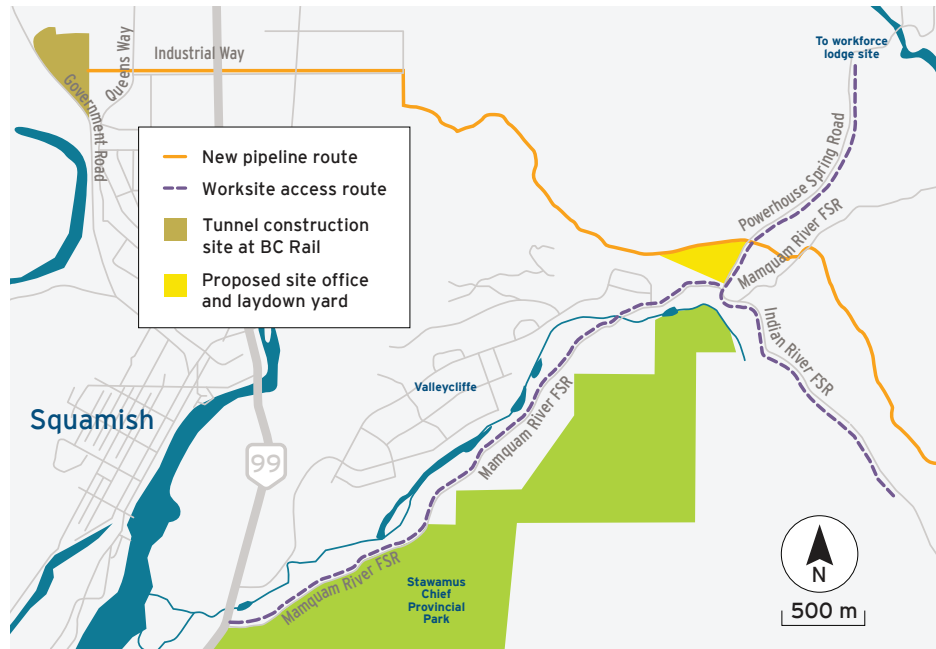 Industrial Way
Queens Way
Government Road
To workforce
lodge site
New pipeline route
Worksite access route
Tunnel construction
site at BC Rail
Proposed site office
and laydown yard
Powerhouse Spring Road
Mamquam River FSR
Indian River FSR
Valleycliffe
Squamish
99
Mamquam River FSR
Mamquam River FSR
Stawamus
Chief
Provincial
Park
N
500 m